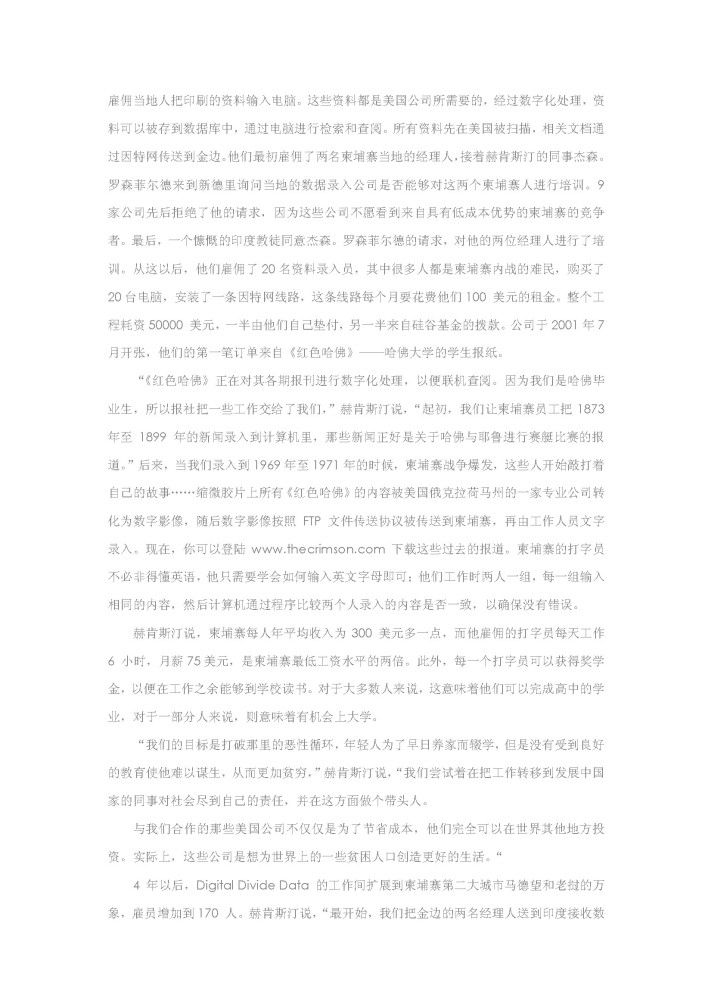 雇佣当地人把印刷的资料输入电脑。这些资料都是美国公司所需要的，经过数字化处理，资
料可以被存到数据库中，通过电脑进行检索和查阅。所有资料先在美国被扫描，相关文档通
过因特网传送到金边。他们最初雇佣了两名柬埔寨当地的经理人，接着赫肯斯汀的同事杰森。
罗森菲尔德来到新德里询问当地的数据录入公司是否能够对这两个柬埔寨人进行培训。9
家公司先后拒绝了他的请求，因为这些公司不愿看到来自具有低成本优势的柬埔寨的竞争
者。最后，一个慷慨的印度教徒同意杰森。罗森菲尔德的请求，对他的两位经理人进行了培
训。从这以后，他们雇佣了20名资料录入员，其中很多人都是柬埔寨内战的难民，购买了
20台电脑，安装了一条因特网线路，这条线路每个月要花费他们100 美元的租金。整个工
程耗资50000 美元，一半由他们自己垫付，另一半来自硅谷基金的拨款。公司于2001年7
月开张，他们的第一笔订单来自《红色哈佛》——哈佛大学的学生报纸。
“《红色哈佛》正在对其各期报刊进行数字化处理，以便联机查阅。因为我们是哈佛毕
业生，所以报社把一些工作交给了我们，”赫肯斯汀说，“起初，我们让柬埔寨员工把 1873
年至 1899 年的新闻录入到计算机里，那些新闻正好是关于哈佛与耶鲁进行赛艇比赛的报
道。”后来，当我们录入到1969年至1971年的时候，柬埔寨战争爆发，这些人开始敲打着
自己的故事……缩微胶片上所有《红色哈佛》的内容被美国俄克拉荷马州的一家专业公司转
化为数字影像，随后数字影像按照 FTP 文件传送协议被传送到柬埔寨，再由工作人员文字
录入。现在，你可以登陆 www.thecrimson.com 下载这些过去的报道。柬埔寨的打字员
不必非得懂英语，他只需要学会如何输入英文字母即可；他们工作时两人一组，每一组输入
相同的内容，然后计算机通过程序比较两个人录入的内容是否一致，以确保没有错误。
赫肯斯汀说，柬埔寨每人年平均收入为 300 美元多一点，而他雇佣的打字员每天工作
6 小时，月薪75美元，是柬埔寨最低工资水平的两倍。此外，每一个打字员可以获得奖学
金，以便在工作之余能够到学校读书。对于大多数人来说，这意味着他们可以完成高中的学
业，对于一部分人来说，则意味着有机会上大学。
“我们的目标是打破那里的恶性循环，年轻人为了早日养家而辍学，但是没有受到良好
的教育使他难以谋生，从而更加贫穷，”赫肯斯汀说，“我们尝试着在把工作转移到发展中国
家的同事对社会尽到自己的责任，并在这方面做个带头人。
与我们合作的那些美国公司不仅仅是为了节省成本，他们完全可以在世界其他地方投
资。实际上，这些公司是想为世界上的一些贫困人口创造更好的生活。“
4 年以后，Digital Divide Data 的工作间扩展到柬埔寨第二大城市马德望和老挝的万
象，雇员增加到170 人。赫肯斯汀说，“最开始，我们把金边的两名经理人送到印度接收数